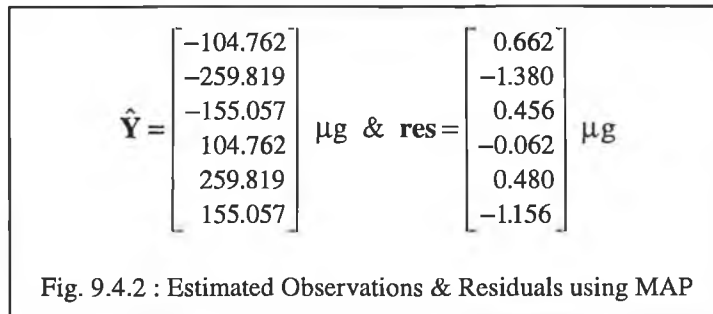 −104.762 0.662
−259.819 −1.380
−155.057 0.456
Ŷ = 104.762 μg & res = −0.062 μg
259.819 0.480
155.057 −1.156
Fig. 9.4.2 : Estimated Observations & Residuals using MAP